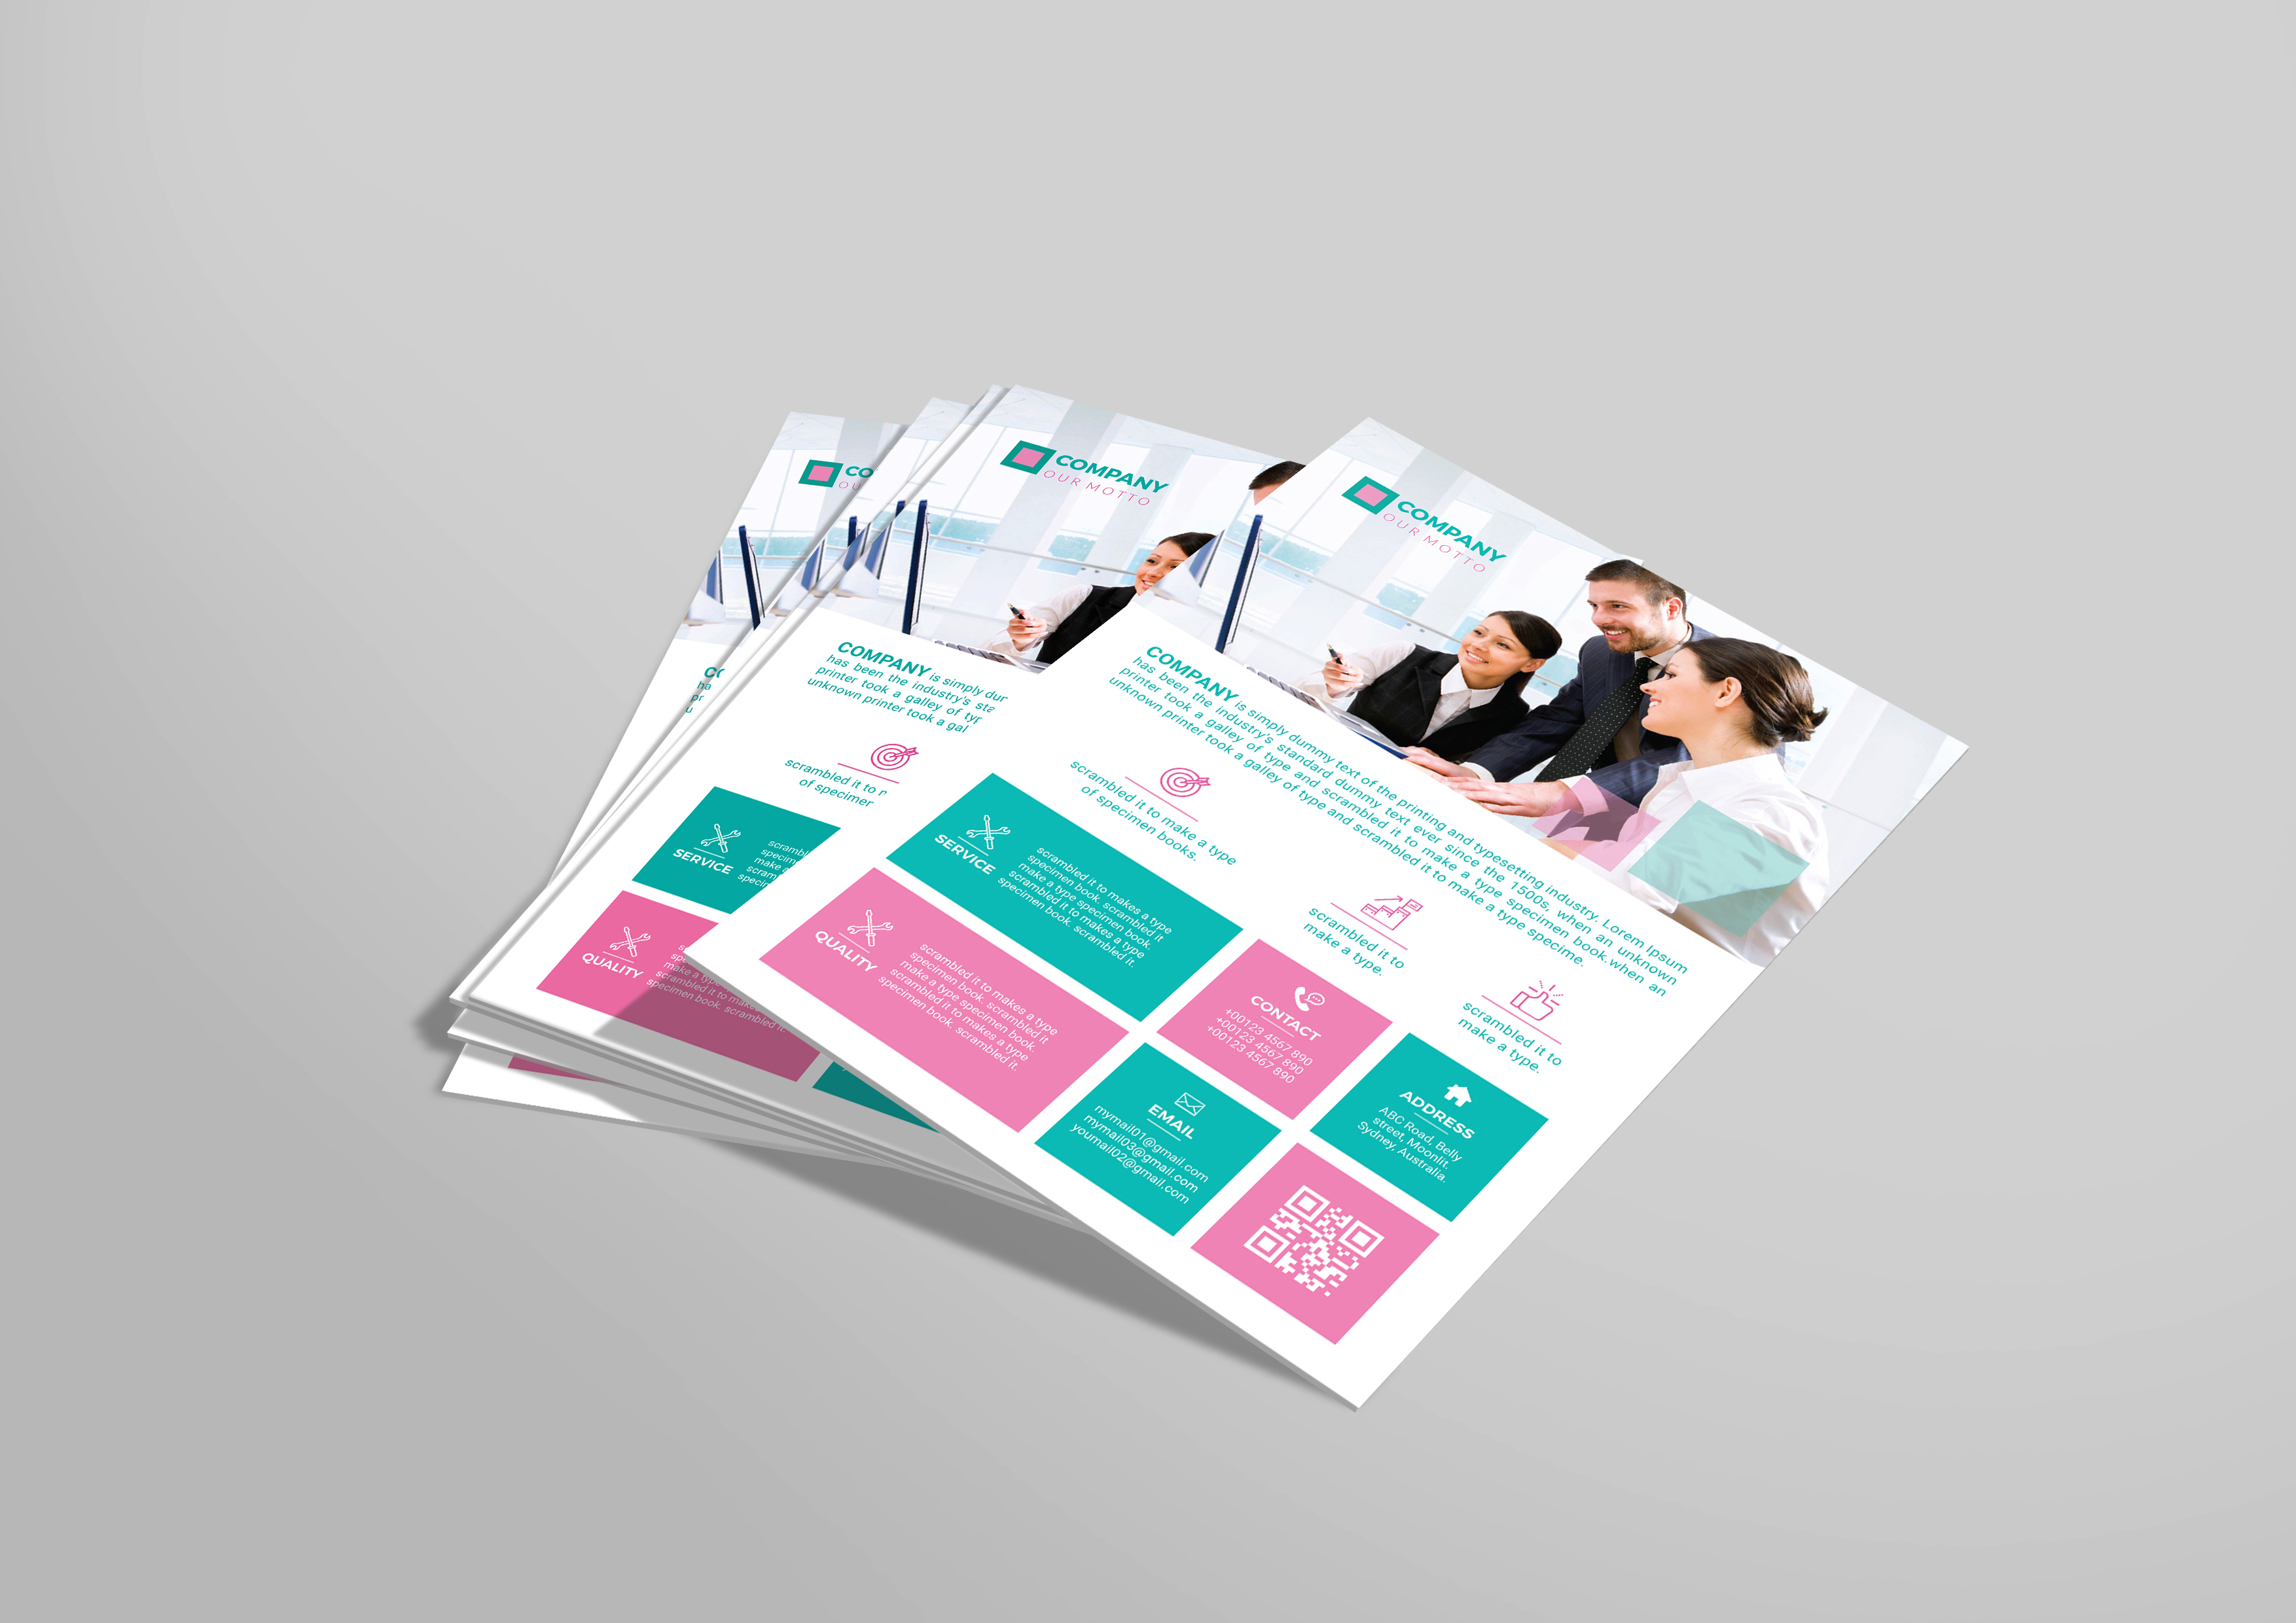 COMPANY
OUR MOTTO
COMPANY is simply dummy text of the printing and typesetting industry. Lorem Ipsum
has been the industry's standard dummy text ever since the 1500s, when an unknown
printer took a galley of type and scrambled it to make a type specimen book.when an
unknown printer took a galley of type and scrambled it to make a type specime.
scrambled it to make a type
of specimen books.
scrambled it to
make a type.
scrambled it to
make a type.
SERVICE
scrambled it to makes a type
specimen book. scrambled it
make a type specimen book.
scrambled it to makes a type
specimen book. scrambled it.
QUALITY
scrambled it to makes a type
specimen book. scrambled it
make a type specimen book.
scrambled it to makes a type
specimen book. scrambled it.
CONTACT
+00123 4567 890
+00123 4567 890
+00123 4567 890
EMAIL
mymail01@gmail.com
mymail03@gmail.com
youmail02@gmail.com
ADDRESS
ABC Road, Belly
street, Moonlit.
Sydney, Australia.
COMPANY
OUR MOTTO
COMPANY is simply
has been the industry's
printer took a galley of
unknown printer took a
scrambled it to
of
SERVICE
QUALITY
make a type
scrambled it to make
specimen book. scrambled it